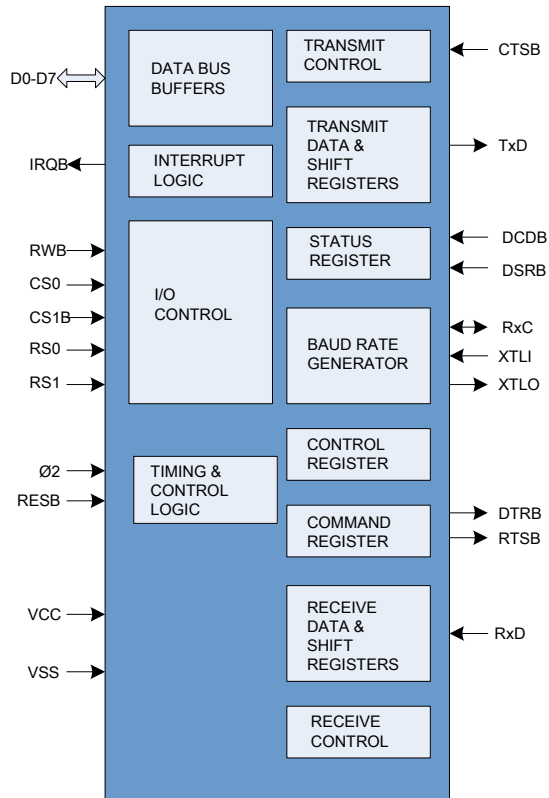 D0-D7
IRQB
RWB
CS0
CS1B
RS0
RS1
Ø2
RESB
VCC
VSS
DATA BUS
BUFFERS
INTERRUPT
LOGIC
I/O
CONTROL
TIMING &
CONTROL
LOGIC
TRANSMIT
CONTROL
TRANSMIT
DATA &
SHIFT
REGISTERS
STATUS
REGISTER
BAUD RATE
GENERATOR
CONTROL
REGISTER
COMMAND
REGISTER
RECEIVE
DATA &
SHIFT
REGISTERS
RECEIVE
CONTROL
CTSB
TxD
DCDB
DSRB
RxC
XTLI
XTLO
DTRB
RTSB
RxD